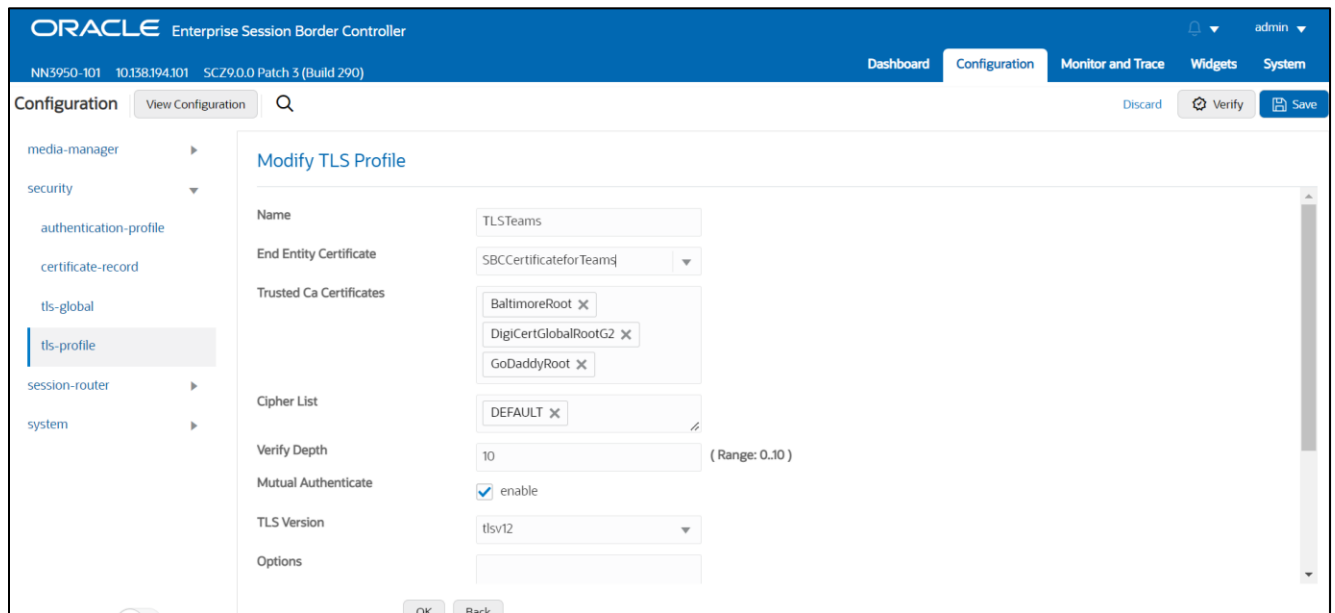 ORACLE Enterprise Session Border Controller
admin
NN3950-101 10.138.194.101 SCZ9.0.0 Patch 3 (Build 290)
Dashboard Configuration Monitor and Trace Widgets System
Configuration View Configuration Discard Verify Save
media-manager
security
authentication-profile
certificate-record
tls-global
tls-profile
session-router
system
Modify TLS Profile
Name TLSTeams
End Entity Certificate SBCCertificateforTeams
Trusted Ca Certificates BaltimoreRoot
DigiCertGlobalRootG2
GoDaddyRoot
Cipher List DEFAULT
Verify Depth 10 ( Range: 0..10 )
Mutual Authenticate enable
TLS Version tlsv12
Options
OK Back